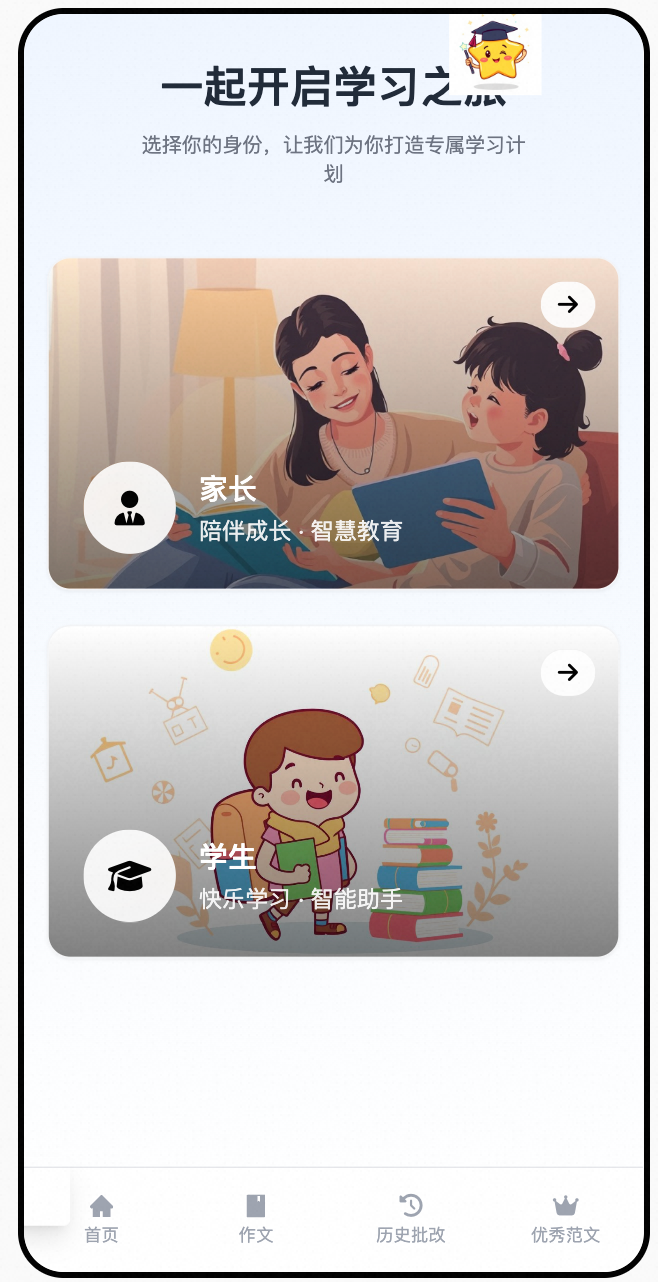 一起开启学习之旅
选择你的身份，让我们为你打造专属学习计
划
家长
陪伴成长 · 智慧教育
学生
快乐学习 · 智能助手
首页
作文
历史批改
优秀范文